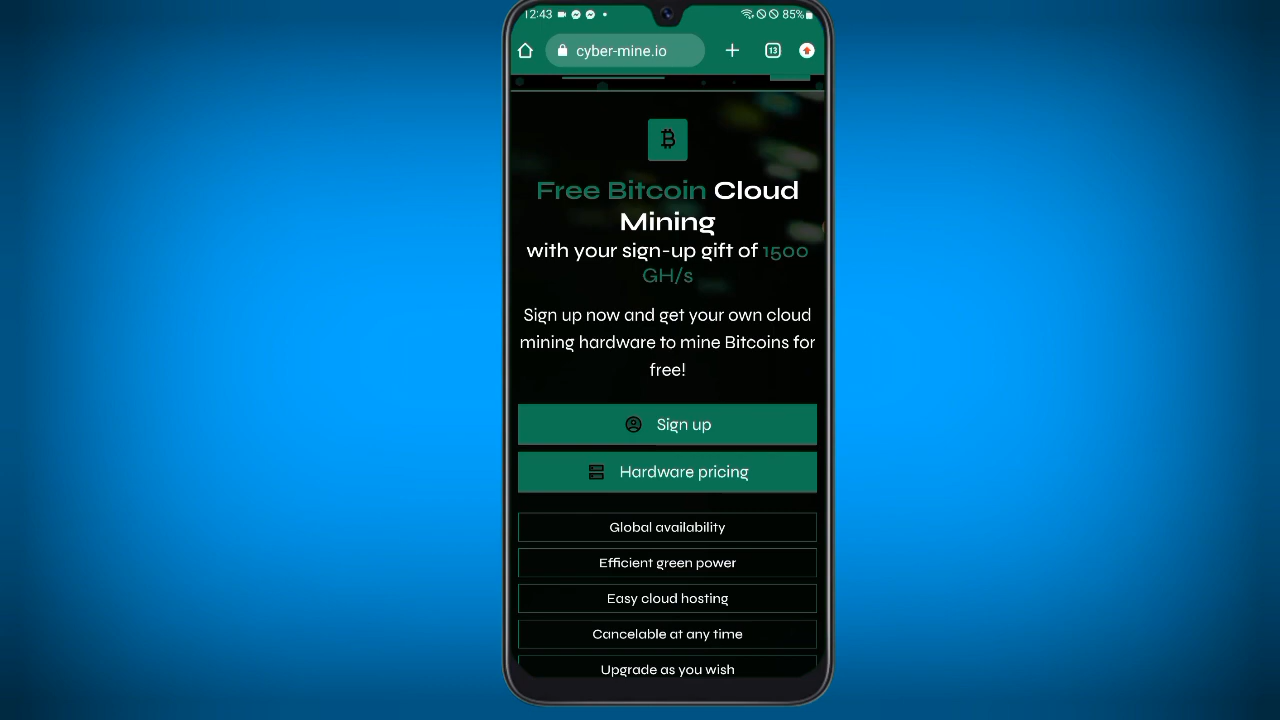 12:43
85%
cyber-mine.io
13
Free Bitcoin Cloud
Mining
with your sign-up gift of 1500
GH/s
Sign up now and get your own cloud
mining hardware to mine Bitcoins for
free!
Sign up
Hardware pricing
Global availability
Efficient green power
Easy cloud hosting
Cancelable at any time
Upgrade as you wish